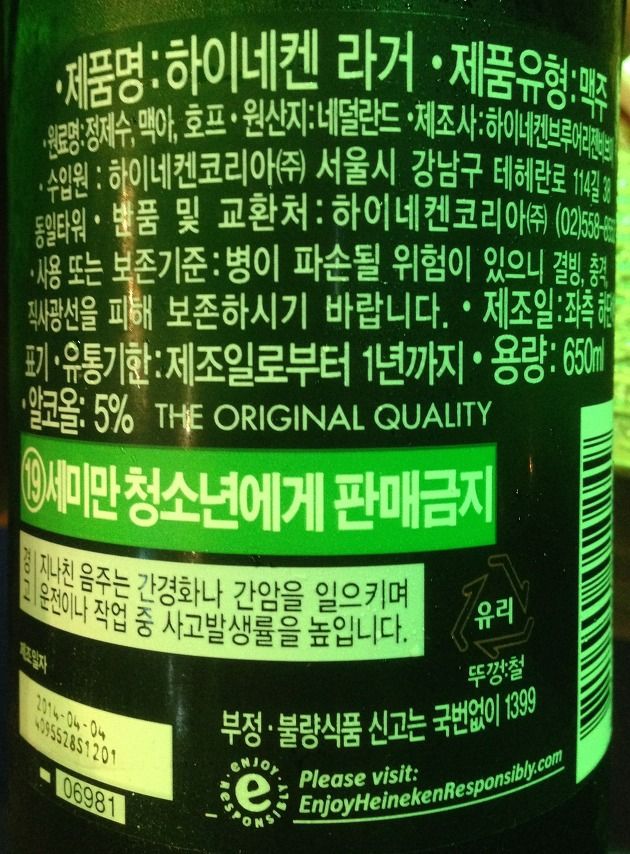 ·제품명:하이네켄 라거 ·제품유형:맥주
·원료명:정제수, 맥아, 호프·원산지:네덜란드 ·제조사:하이네켄브루어리젠
·수입원 : 하이네켄코리아㈜ 서울시 강남구 테헤란로 114길 38
동일타워 · 반품 및 교환처:하이네켄코리아㈜ (02)558-
·사용 또는 보존기준:병이 파손될 위험이 있으니 결빙, 충격,
직사광선을 피해 보존하시기 바랍니다. · 제조일:좌측 하단
표기 ·유통기한:제조일로부터 1년까지 · 용량: 650ml
·알코올: 5% THE ORIGINAL QUALITY
⑲세미만 청소년에게 판매금지
경고
지나친 음주는 간경화나 간암을 일으키며
운전이나 작업 중 사고발생률을 높입니다.
유리
뚜껑:철
제조일자
2014-04-04
4095528S1201
06981
부정·불량식품 신고는 국번없이 1399
ENJOY RESPONSIBLY
e
Please visit:
EnjoyHeinekenResponsibly.com